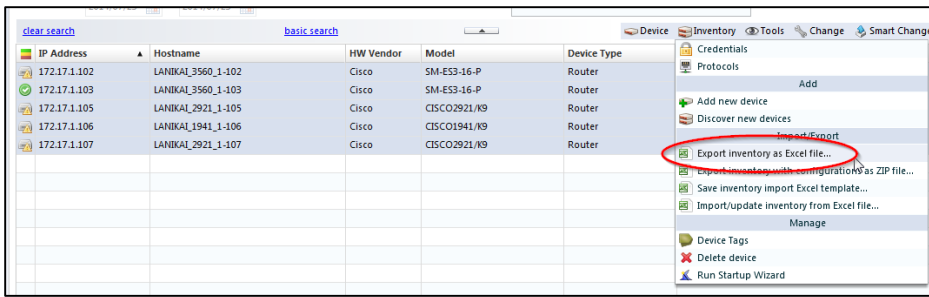 clear search basic search Device Inventory Tools Change Smart Change
IP Address Hostname HW Vendor Model Device Type
172.17.1.102 LANIKAI_3560_1-102 Cisco SM-ES3-16-P Router
172.17.1.103 LANIKAI_3560_1-103 Cisco SM-ES3-16-P Router
172.17.1.105 LANIKAI_2921_1-105 Cisco CISCO2921/K9 Router
172.17.1.106 LANIKAI_1941_1-106 Cisco CISCO1941/K9 Router
172.17.1.107 LANIKAI_2921_1-107 Cisco CISCO2921/K9 Router
Credentials
Protocols
Add
Add new device
Discover new devices
Import/Export
Export inventory as Excel file...
Export inventory with configurations as ZIP file...
Save inventory import Excel template...
Import/update inventory from Excel file...
Manage
Device Tags
Delete device
Run Startup Wizard